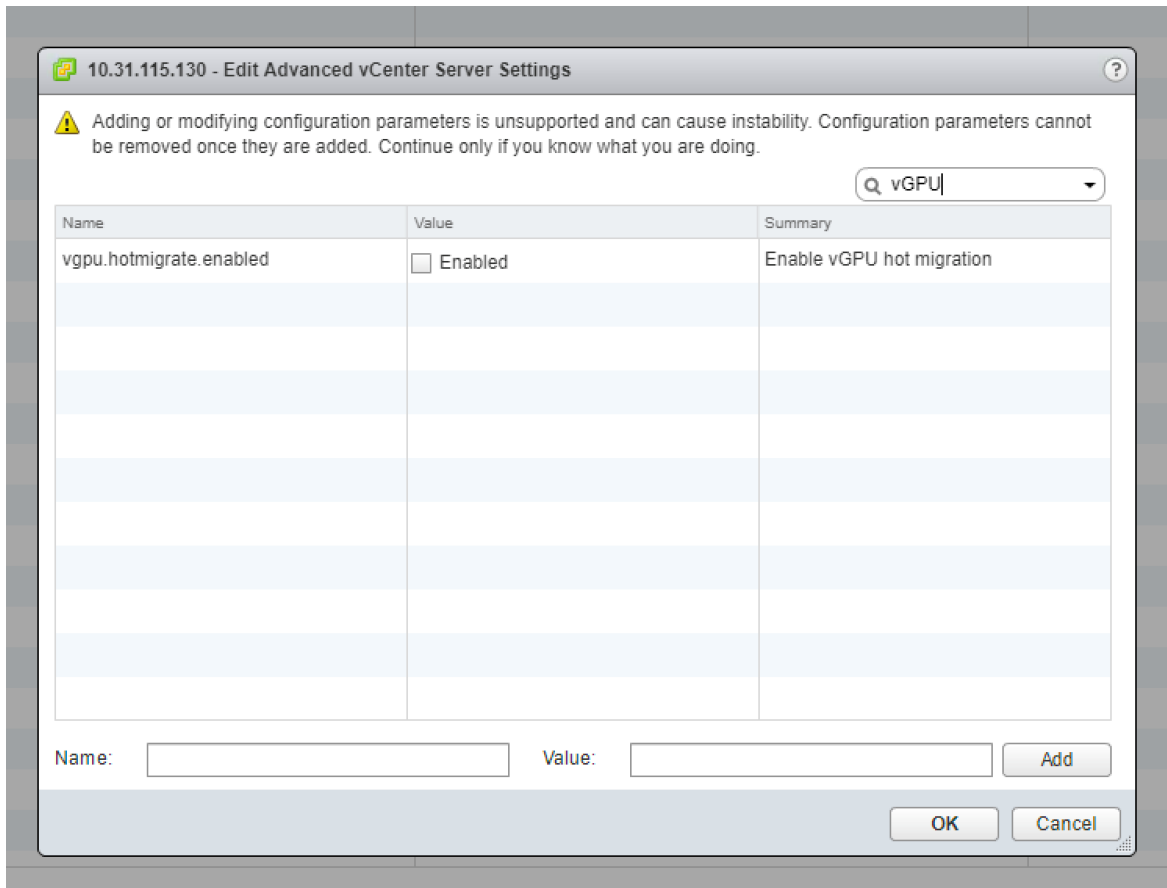 10.31.115.130 - Edit Advanced vCenter Server Settings
?
Adding or modifying configuration parameters is unsupported and can cause instability. Configuration parameters cannot
be removed once they are added. Continue only if you know what you are doing.
vGPU
Name Value Summary
vgpu.hotmigrate.enabled Enabled Enable vGPU hot migration
Name: Value: Add
OK Cancel